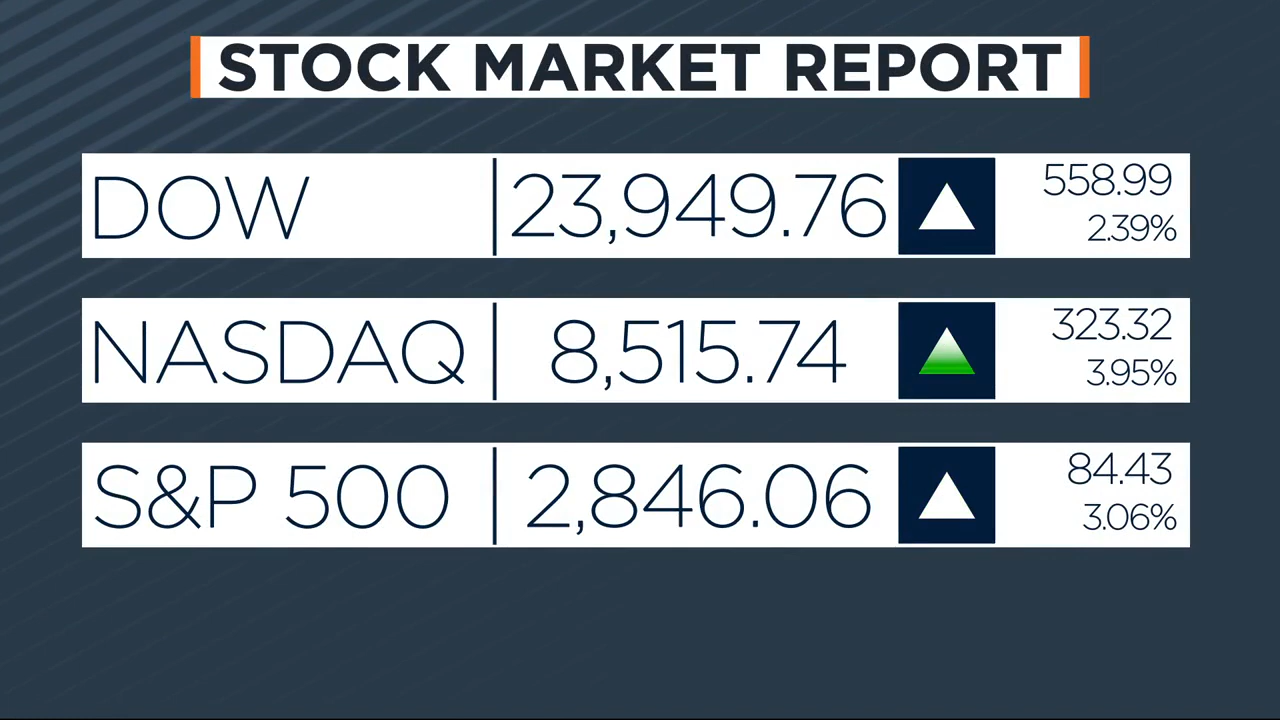 STOCK MARKET REPORT
DOW 23,949.76 558.99
2.39%
NASDAQ 8,515.74 323.32
3.95%
S&P 500 2,846.06 84.43
3.06%